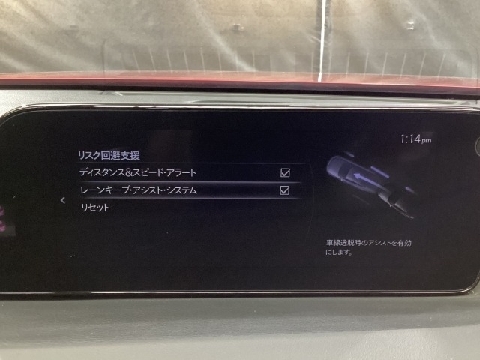 1:14pm
リスク回避支援
ディスタンス&スピード・アラート
レーンキープ・アシスト・システム
リセット
車線逸脱時のアシストを有効
にします。